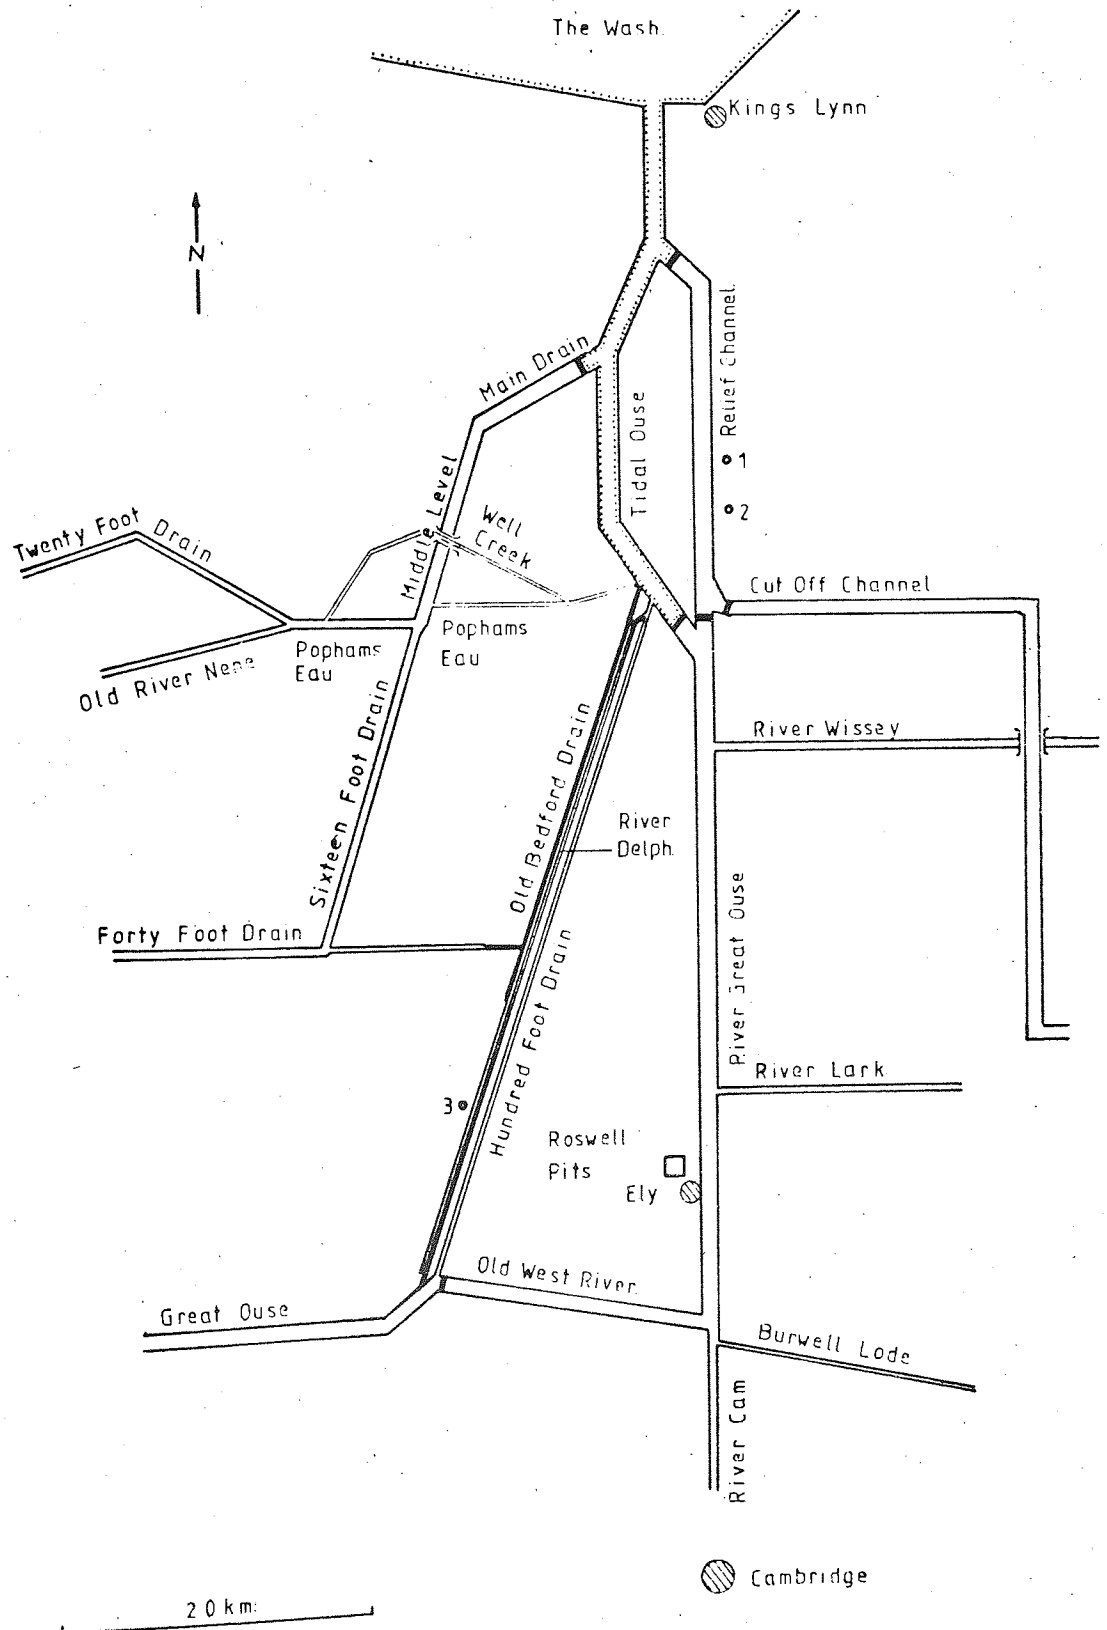 The Wash
Kings Lynn
N
Relief Channel
Main Drain
Tidal Ouse
1
Middle Level
Well
Creek
2
Twenty Foot Drain
Cut Off Channel
Pophams
Eau
Pophams
Eau
Old River Nene
River Wissey
Sixteen Foot Drain
Old Bedford Drain
River
Delph
River Great Ouse
Forty Foot Drain
Hundred Foot Drain
River Lark
3
Roswell
Pits
Ely
Old West River
Great Ouse
Burwell Lode
River Cam
Cambridge
20km